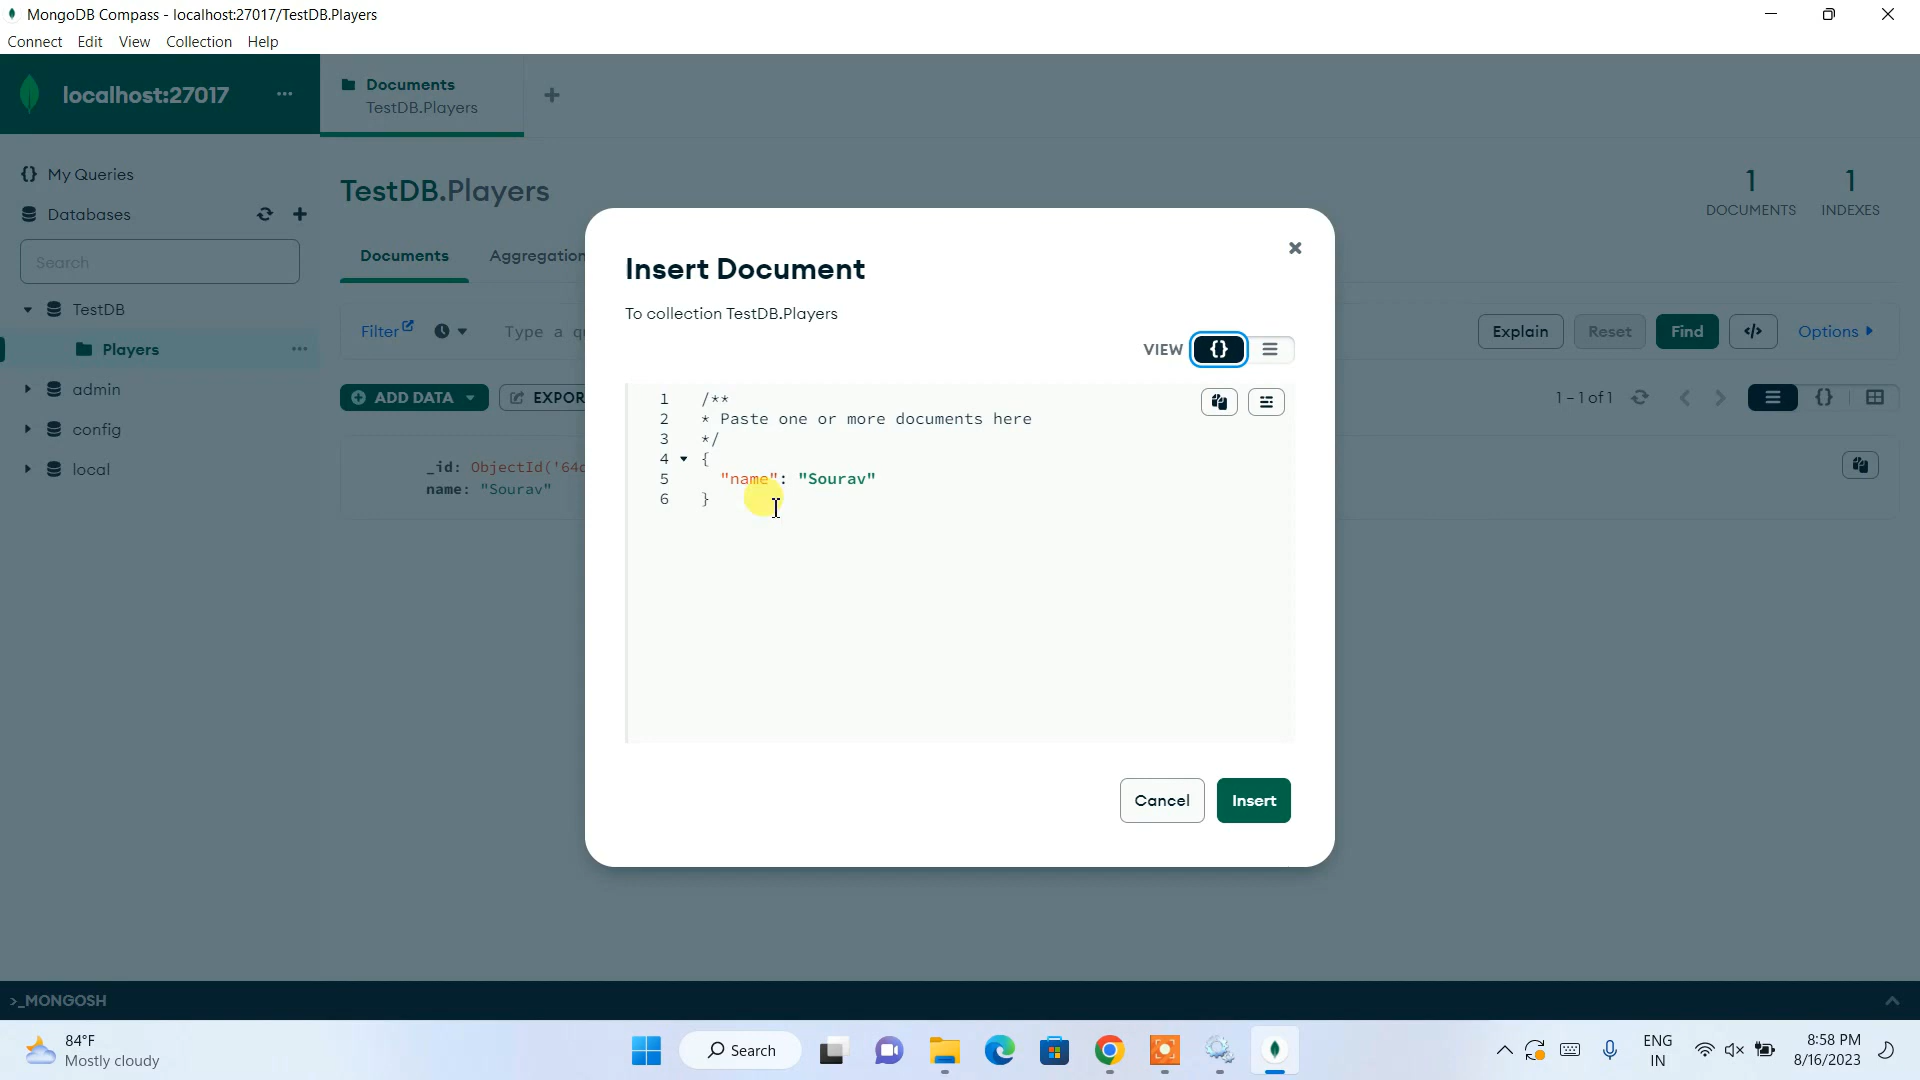 MongoDB Compass - localhost:27017/TestDB.Players
Connect Edit View Collection Help
localhost:27017 ...
Documents
TestDB.Players
{} My Queries
Databases
Search
TestDB
Players ...
admin
config
local
TestDB.Players
1
DOCUMENTS
1
INDEXES
Documents Aggregation
Filter Type a qu
Explain Reset Find </> Options
ADD DATA EXPOR
1 – 1 of 1 {}
_id: ObjectId('64d
name: "Sourav"
Insert Document
To collection TestDB.Players
VIEW {}
1 /**
2 * Paste one or more documents here
3 */
4 {
5 "name": "Sourav"
6 }
Cancel Insert
>_MONGOSH
84°F
Mostly cloudy
Search
ENG
IN
8:58 PM
8/16/2023